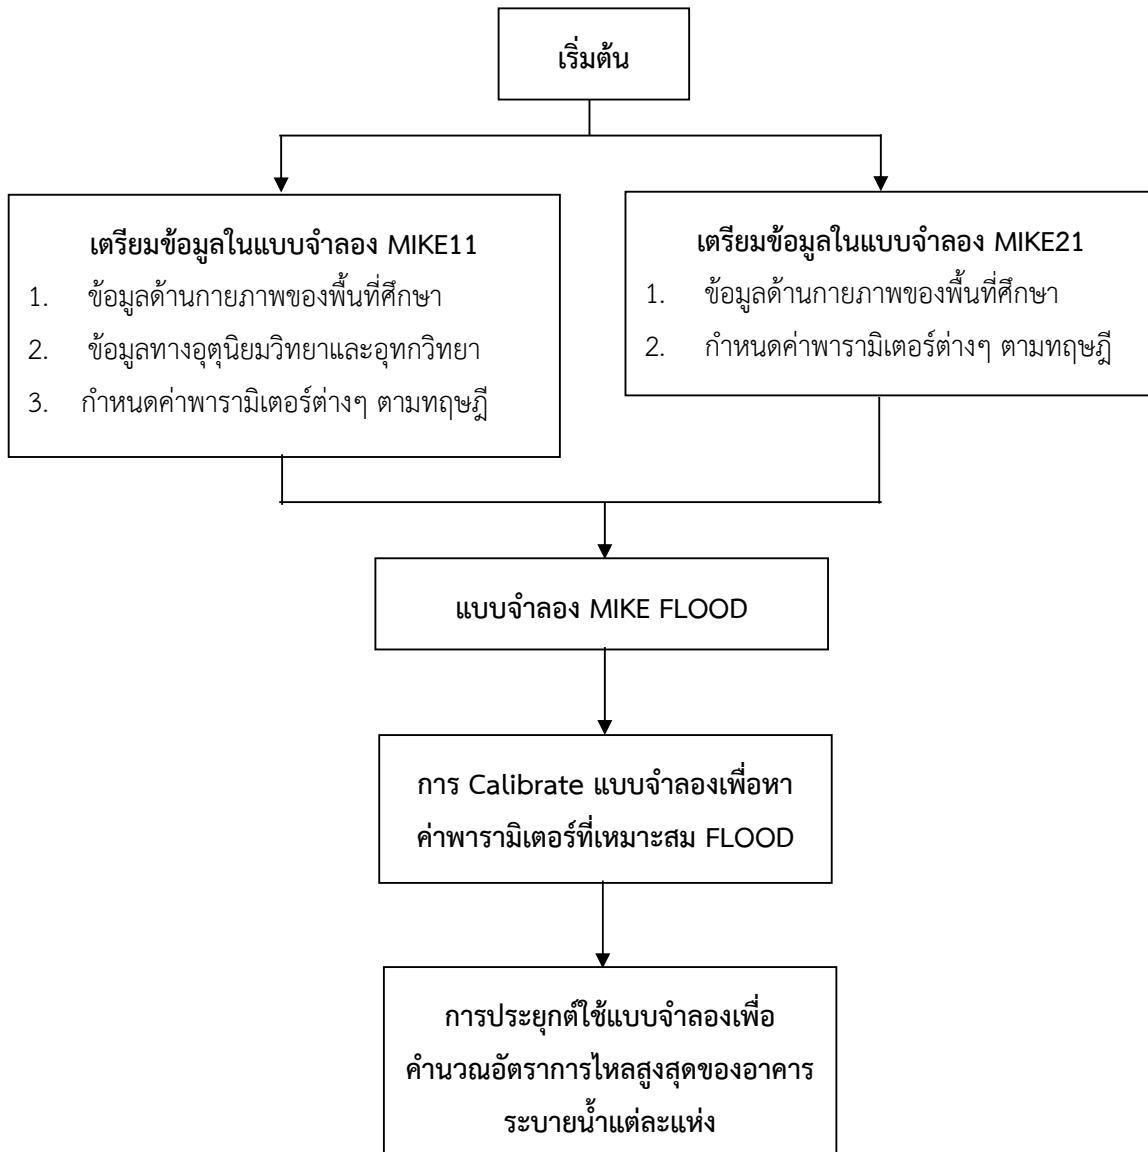 เริ่มต้น
เตรียมข้อมูลในแบบจำลอง MIKE11
1. ข้อมูลด้านกายภาพของพื้นที่ศึกษา
2. ข้อมูลทางอุตุนิยมวิทยาและอุทกวิทยา
3. กำหนดค่าพารามิเตอร์ต่างๆ ตามทฤษฎี
เตรียมข้อมูลในแบบจำลอง MIKE21
1. ข้อมูลด้านกายภาพของพื้นที่ศึกษา
2. กำหนดค่าพารามิเตอร์ต่างๆ ตามทฤษฎี
แบบจำลอง MIKE FLOOD
การ Calibrate แบบจำลองเพื่อหา
ค่าพารามิเตอร์ที่เหมาะสม FLOOD
การประยุกต์ใช้แบบจำลองเพื่อ
คำนวณอัตราการไหลสูงสุดของอาคาร
ระบายน้ำแต่ละแห่ง